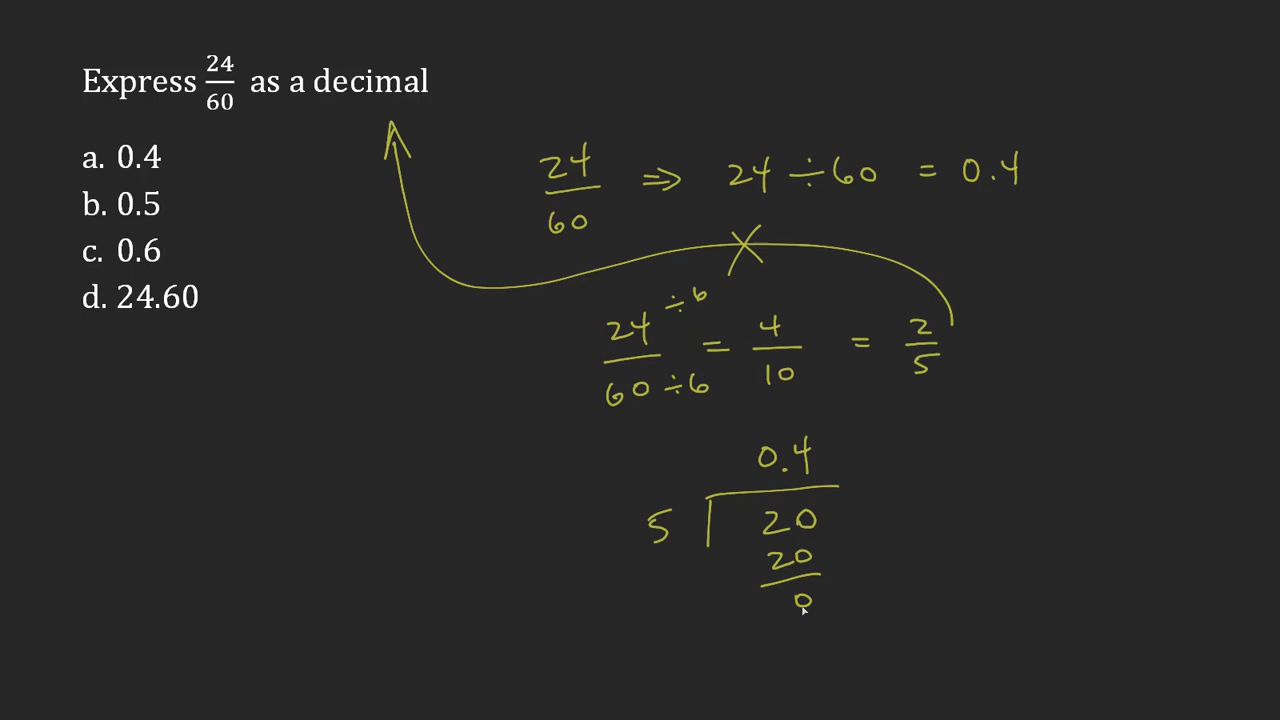 Express 24/60 as a decimal
a. 0.4
b. 0.5
c. 0.6
d. 24.60
24/60 ⇒ 24 ÷ 60 = 0.4
24 ÷6 / 60 ÷6 = 4/10 = 2/5
0.4
5 20
20
0